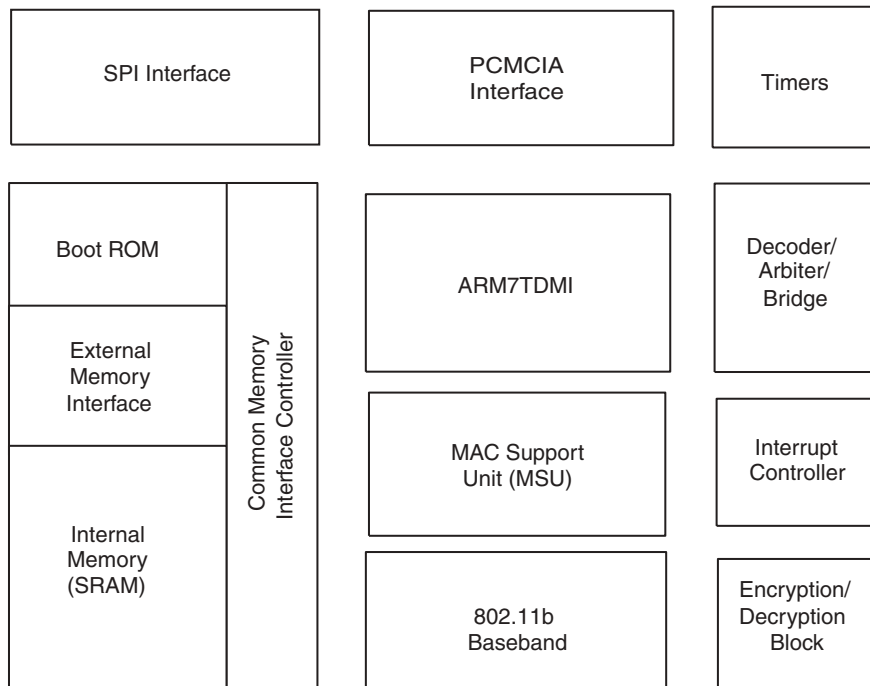 SPI Interface
PCMCIA
Interface
Timers
Boot ROM
External
Memory
Interface
Internal
Memory
(SRAM)
Common Memory
Interface Controller
ARM7TDMI
Decoder/
Arbiter/
Bridge
MAC Support
Unit (MSU)
Interrupt
Controller
802.11b
Baseband
Encryption/
Decryption
Block